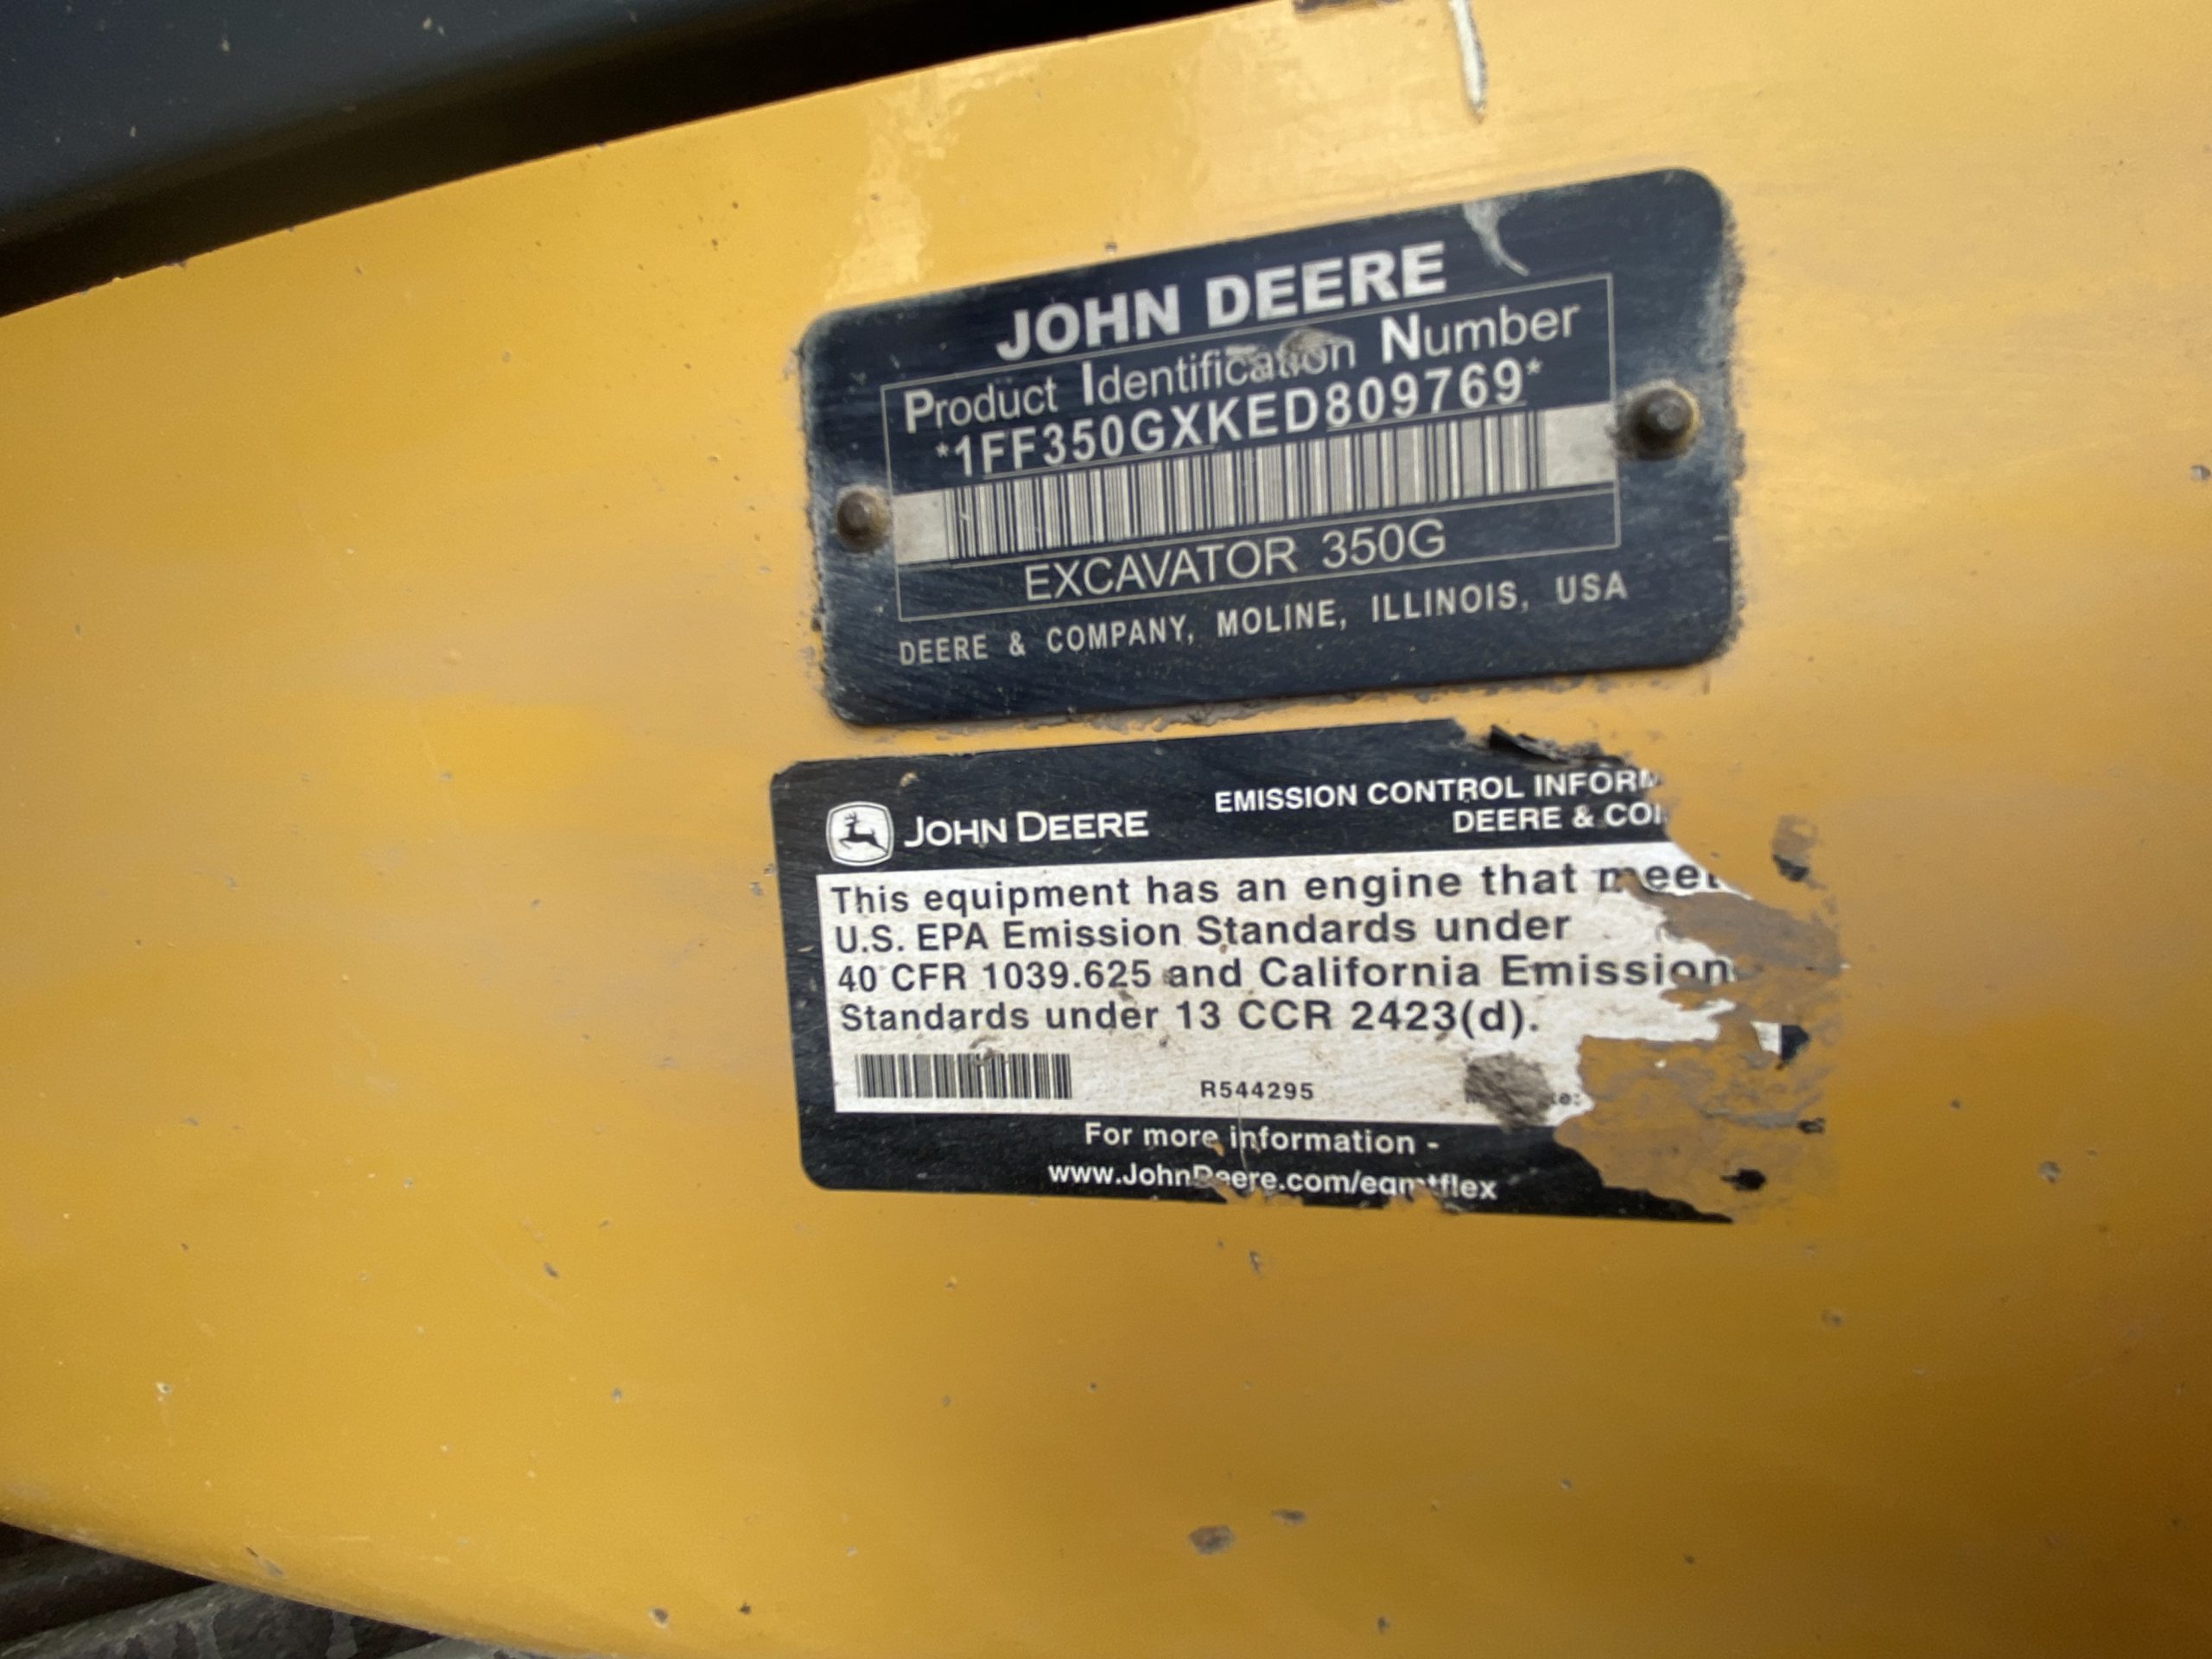 JOHN DEERE
Product Identification Number
*1FF350GXKED809769*
EXCAVATOR 350G
DEERE & COMPANY, MOLINE, ILLINOIS, USA
JOHN DEERE
EMISSION CONTROL INFORM
DEERE & CO
This equipment has an engine that meet
U.S. EPA Emission Standards under
40 CFR 1039.625 and California Emission
Standards under 13 CCR 2423(d).
R544295
For more information -
www.JohnDeere.com/eqmtflex